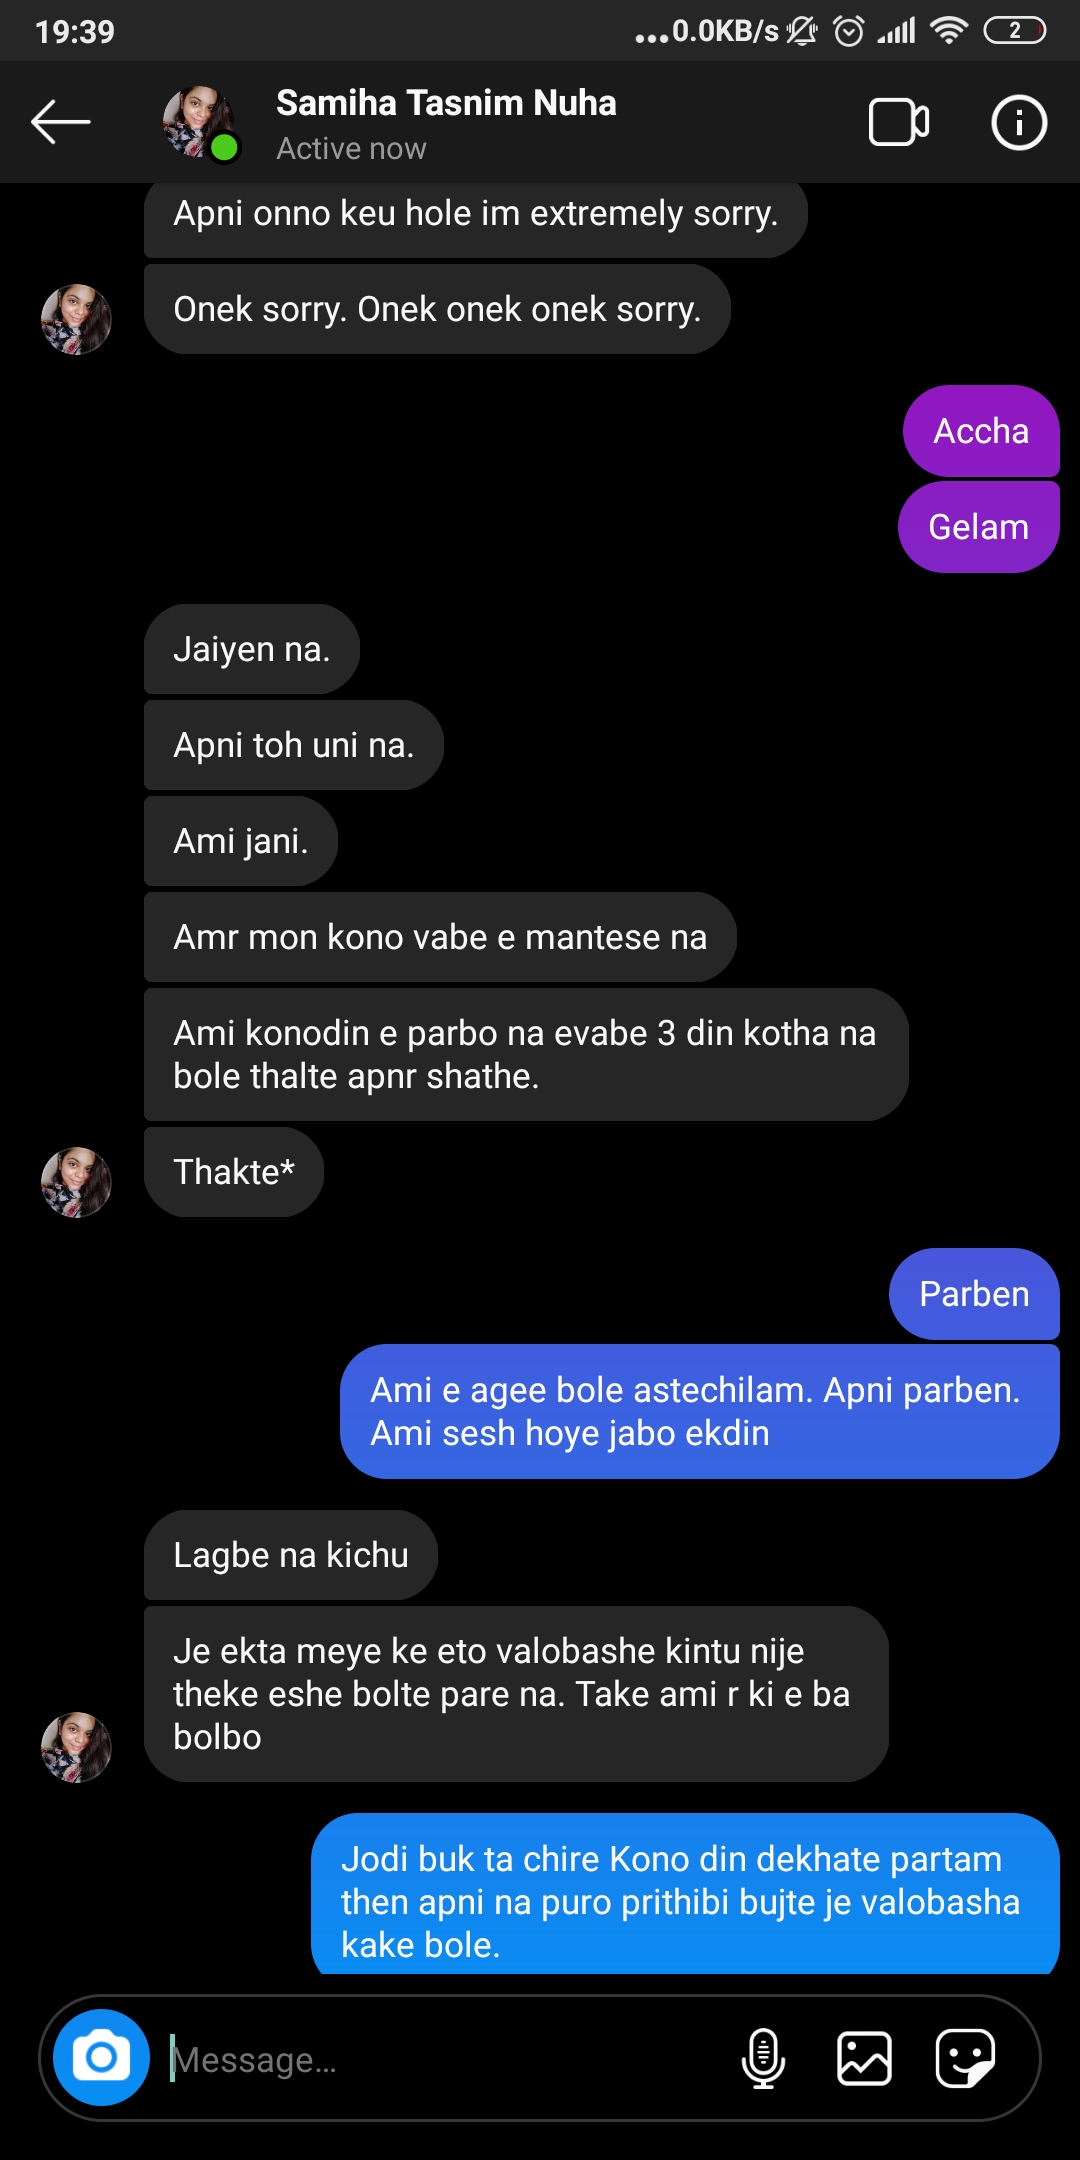 19:39
...0.0KB/s
2
Samiha Tasnim Nuha
Active now
Apni onno keu hole im extremely sorry.
Onek sorry. Onek onek onek sorry.
Accha
Gelam
Jaiyen na.
Apni toh uni na.
Ami jani.
Amr mon kono vabe e mantese na
Ami konodin e parbo na evabe 3 din kotha na
bole thalte apnr shathe.
Thakte*
Parben
Ami e agee bole astechilam. Apni parben.
Ami sesh hoye jabo ekdin
Lagbe na kichu
Je ekta meye ke eto valobashe kintu nije
theke eshe bolte pare na. Take ami r ki e ba
bolbo
Jodi buk ta chire Kono din dekhate partam
then apni na puro prithibi bujte je valobasha
kake bole.
Message...